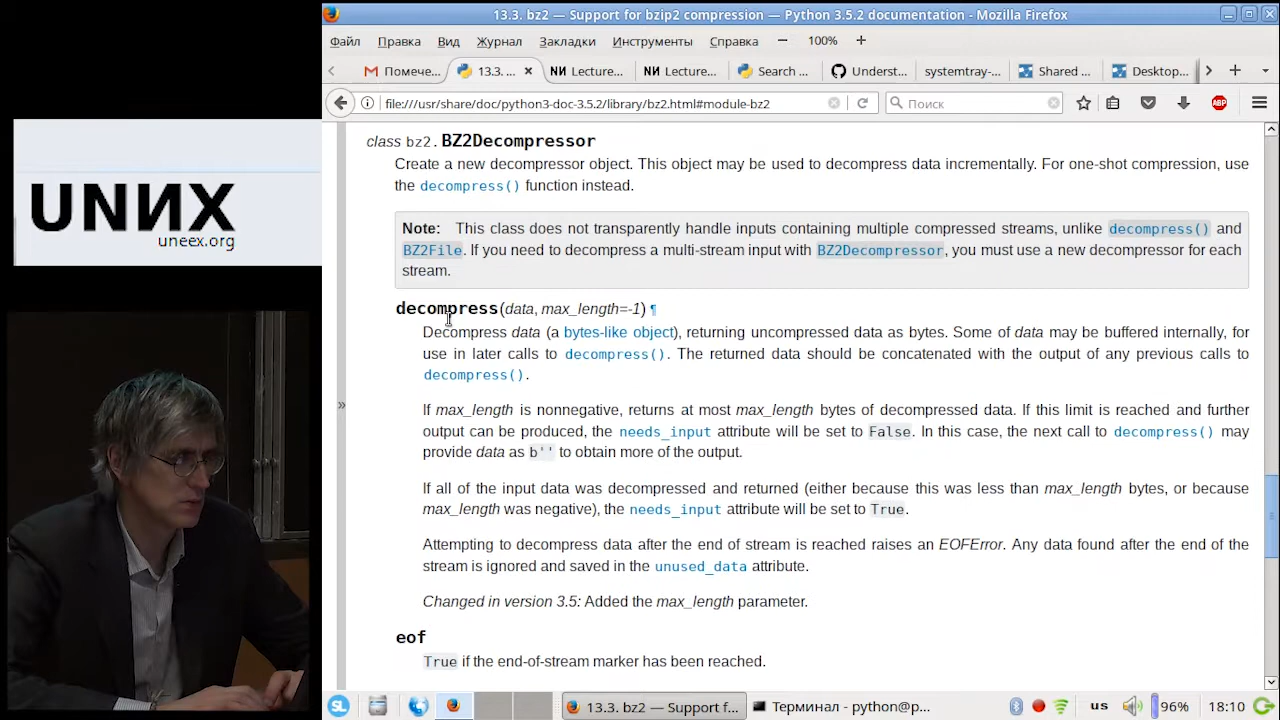 UNИX
uneex.org
13.3. bz2 — Support for bzip2 compression — Python 3.5.2 documentation - Mozilla Firefox
Файл Правка Вид Журнал Закладки Инструменты Справка − 100% +
Помече... 13.3. ... Lecture... Lecture... Search ... Underst... systemtray-... Shared ... Desktop...
file:///usr/share/doc/python3-doc-3.5.2/library/bz2.html#module-bz2 Поиск ABP
class bz2.BZ2Decompressor
Create a new decompressor object. This object may be used to decompress data incrementally. For one-shot compression, use
the decompress() function instead.
Note: This class does not transparently handle inputs containing multiple compressed streams, unlike decompress() and
BZ2File. If you need to decompress a multi-stream input with BZ2Decompressor, you must use a new decompressor for each
stream.
decompress(data, max_length=-1) ¶
Decompress data (a bytes-like object), returning uncompressed data as bytes. Some of data may be buffered internally, for
use in later calls to decompress(). The returned data should be concatenated with the output of any previous calls to
decompress().
If max_length is nonnegative, returns at most max_length bytes of decompressed data. If this limit is reached and further
output can be produced, the needs_input attribute will be set to False. In this case, the next call to decompress() may
provide data as b'' to obtain more of the output.
If all of the input data was decompressed and returned (either because this was less than max_length bytes, or because
max_length was negative), the needs_input attribute will be set to True.
Attempting to decompress data after the end of stream is reached raises an EOFError. Any data found after the end of the
stream is ignored and saved in the unused_data attribute.
Changed in version 3.5: Added the max_length parameter.
eof
True if the end-of-stream marker has been reached.
»
13.3. bz2 — Support f... Терминал - python@p... us 96% 18:10